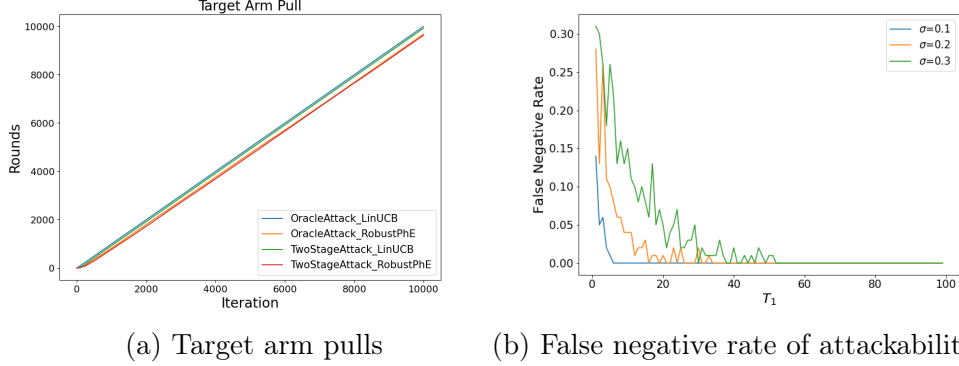 Target Arm Pull
10000
8000
6000
4000
2000
0
Rounds
0 2000 4000 6000 8000 10000
Iteration
OracleAttack_LinUCB
OracleAttack_RobustPhE
TwoStageAttack_LinUCB
TwoStageAttack_RobustPhE
(a) Target arm pulls
0.30
0.25
0.20
0.15
0.10
0.05
0.00
False Negative Rate
0 20 40 60 80 100
T₁
σ=0.1
σ=0.2
σ=0.3
(b) False negative rate of attackabilit